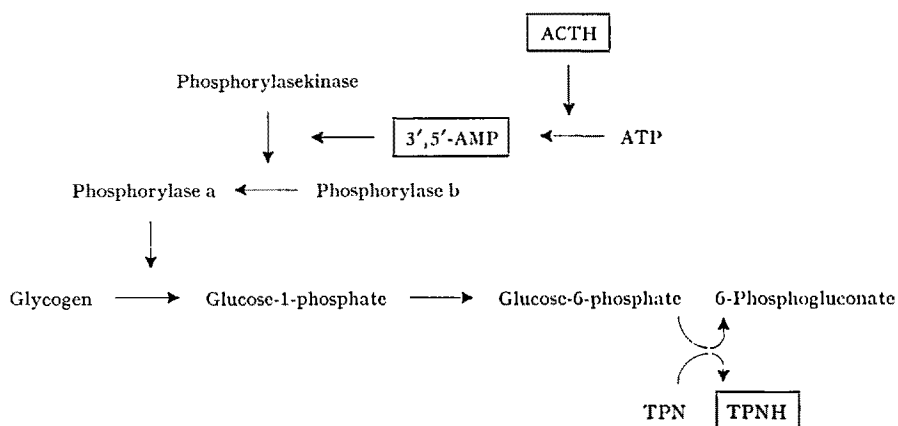 ACTH
Phosphorylasekinase
3′,5′-AMP ATP
Phosphorylase a Phosphorylase b
Glycogen Glucose-1-phosphate Glucose-6-phosphate 6-Phosphogluconate
TPN TPNH